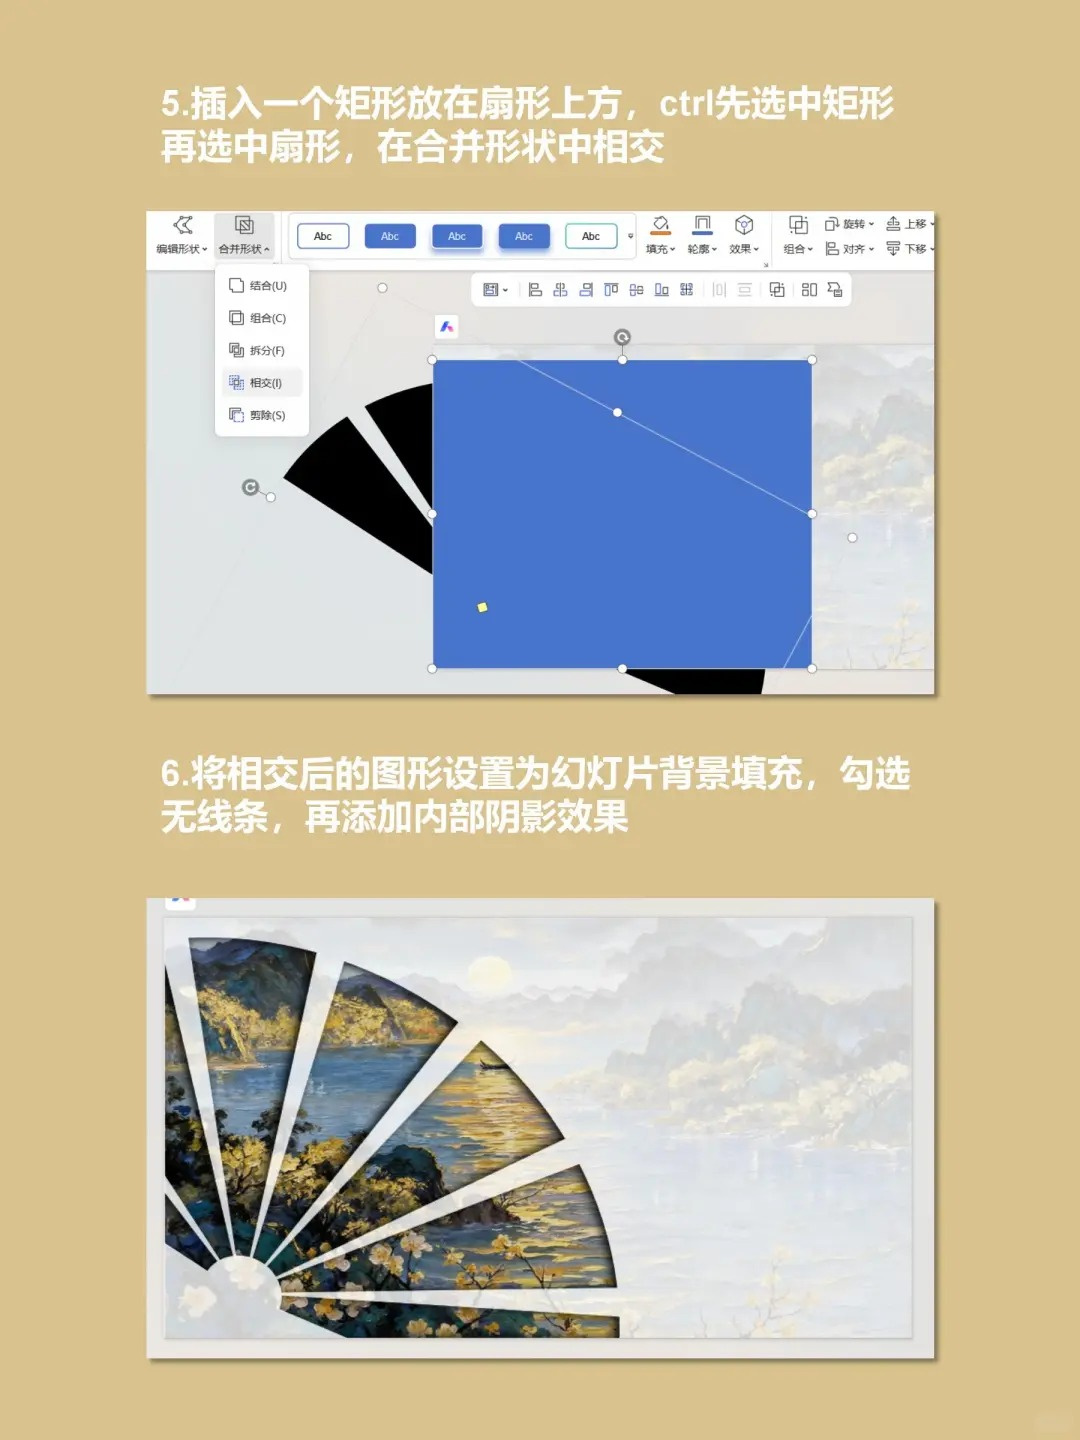 5.插入一个矩形放在扇形上方，ctrl先选中矩形
再选中扇形，在合并形状中相交
编辑形状
合并形状
Abc
Abc
Abc
Abc
Abc
填充
轮廓
效果
组合
旋转
对齐
上移
下移
结合(U)
组合(C)
拆分(F)
相交(I)
剪除(S)
6.将相交后的图形设置为幻灯片背景填充，勾选
无线条，再添加内部阴影效果